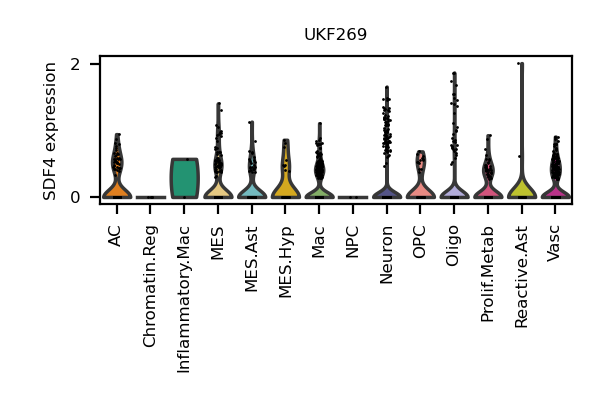 UKF269
SDF4 expression
2
0
AC
Chromatin.Reg
Inflammatory.Mac
MES
MES.Ast
MES.Hyp
Mac
NPC
Neuron
OPC
Oligo
Prolif.Metab
Reactive.Ast
Vasc